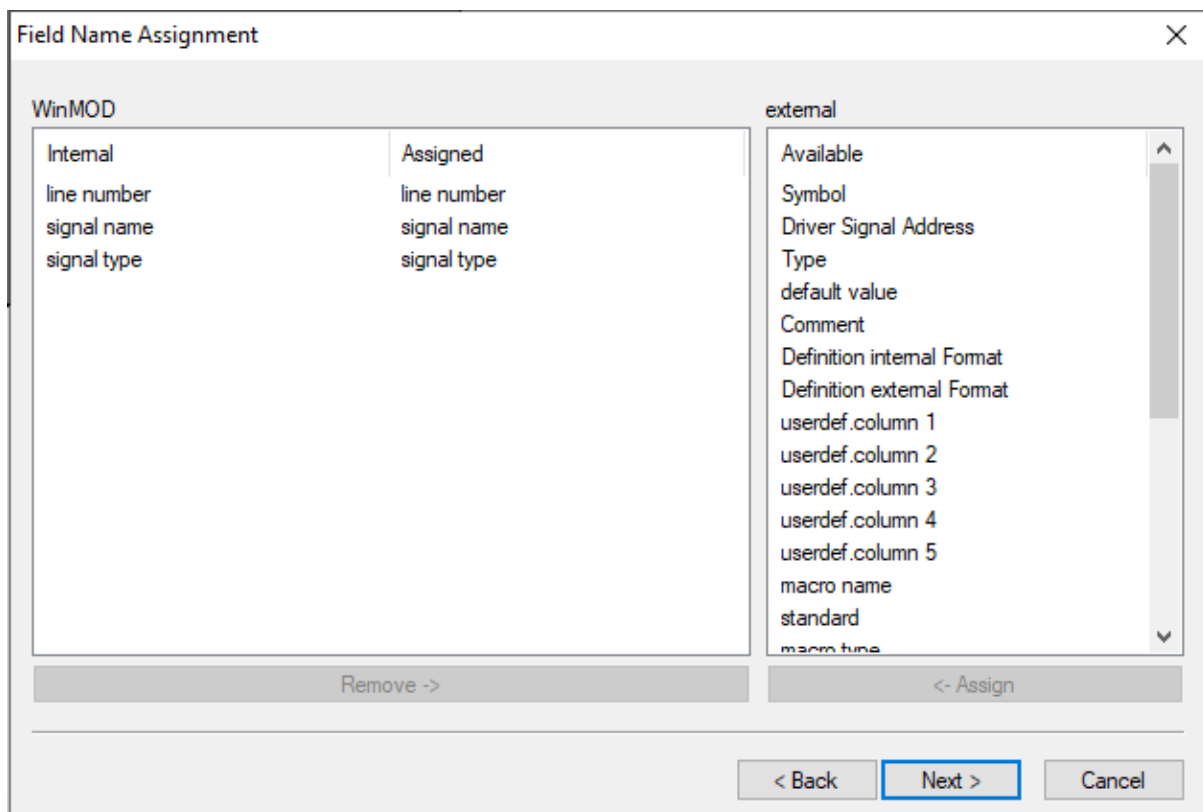 Field Name Assignment
WinMOD
Internal Assigned
line number line number
signal name signal name
signal type signal type
Remove ->
external
Available
Symbol
Driver Signal Address
Type
default value
Comment
Definition internal Format
Definition external Format
userdef.column 1
userdef.column 2
userdef.column 3
userdef.column 4
userdef.column 5
macro name
standard
macro type
<- Assign
< Back Next > Cancel